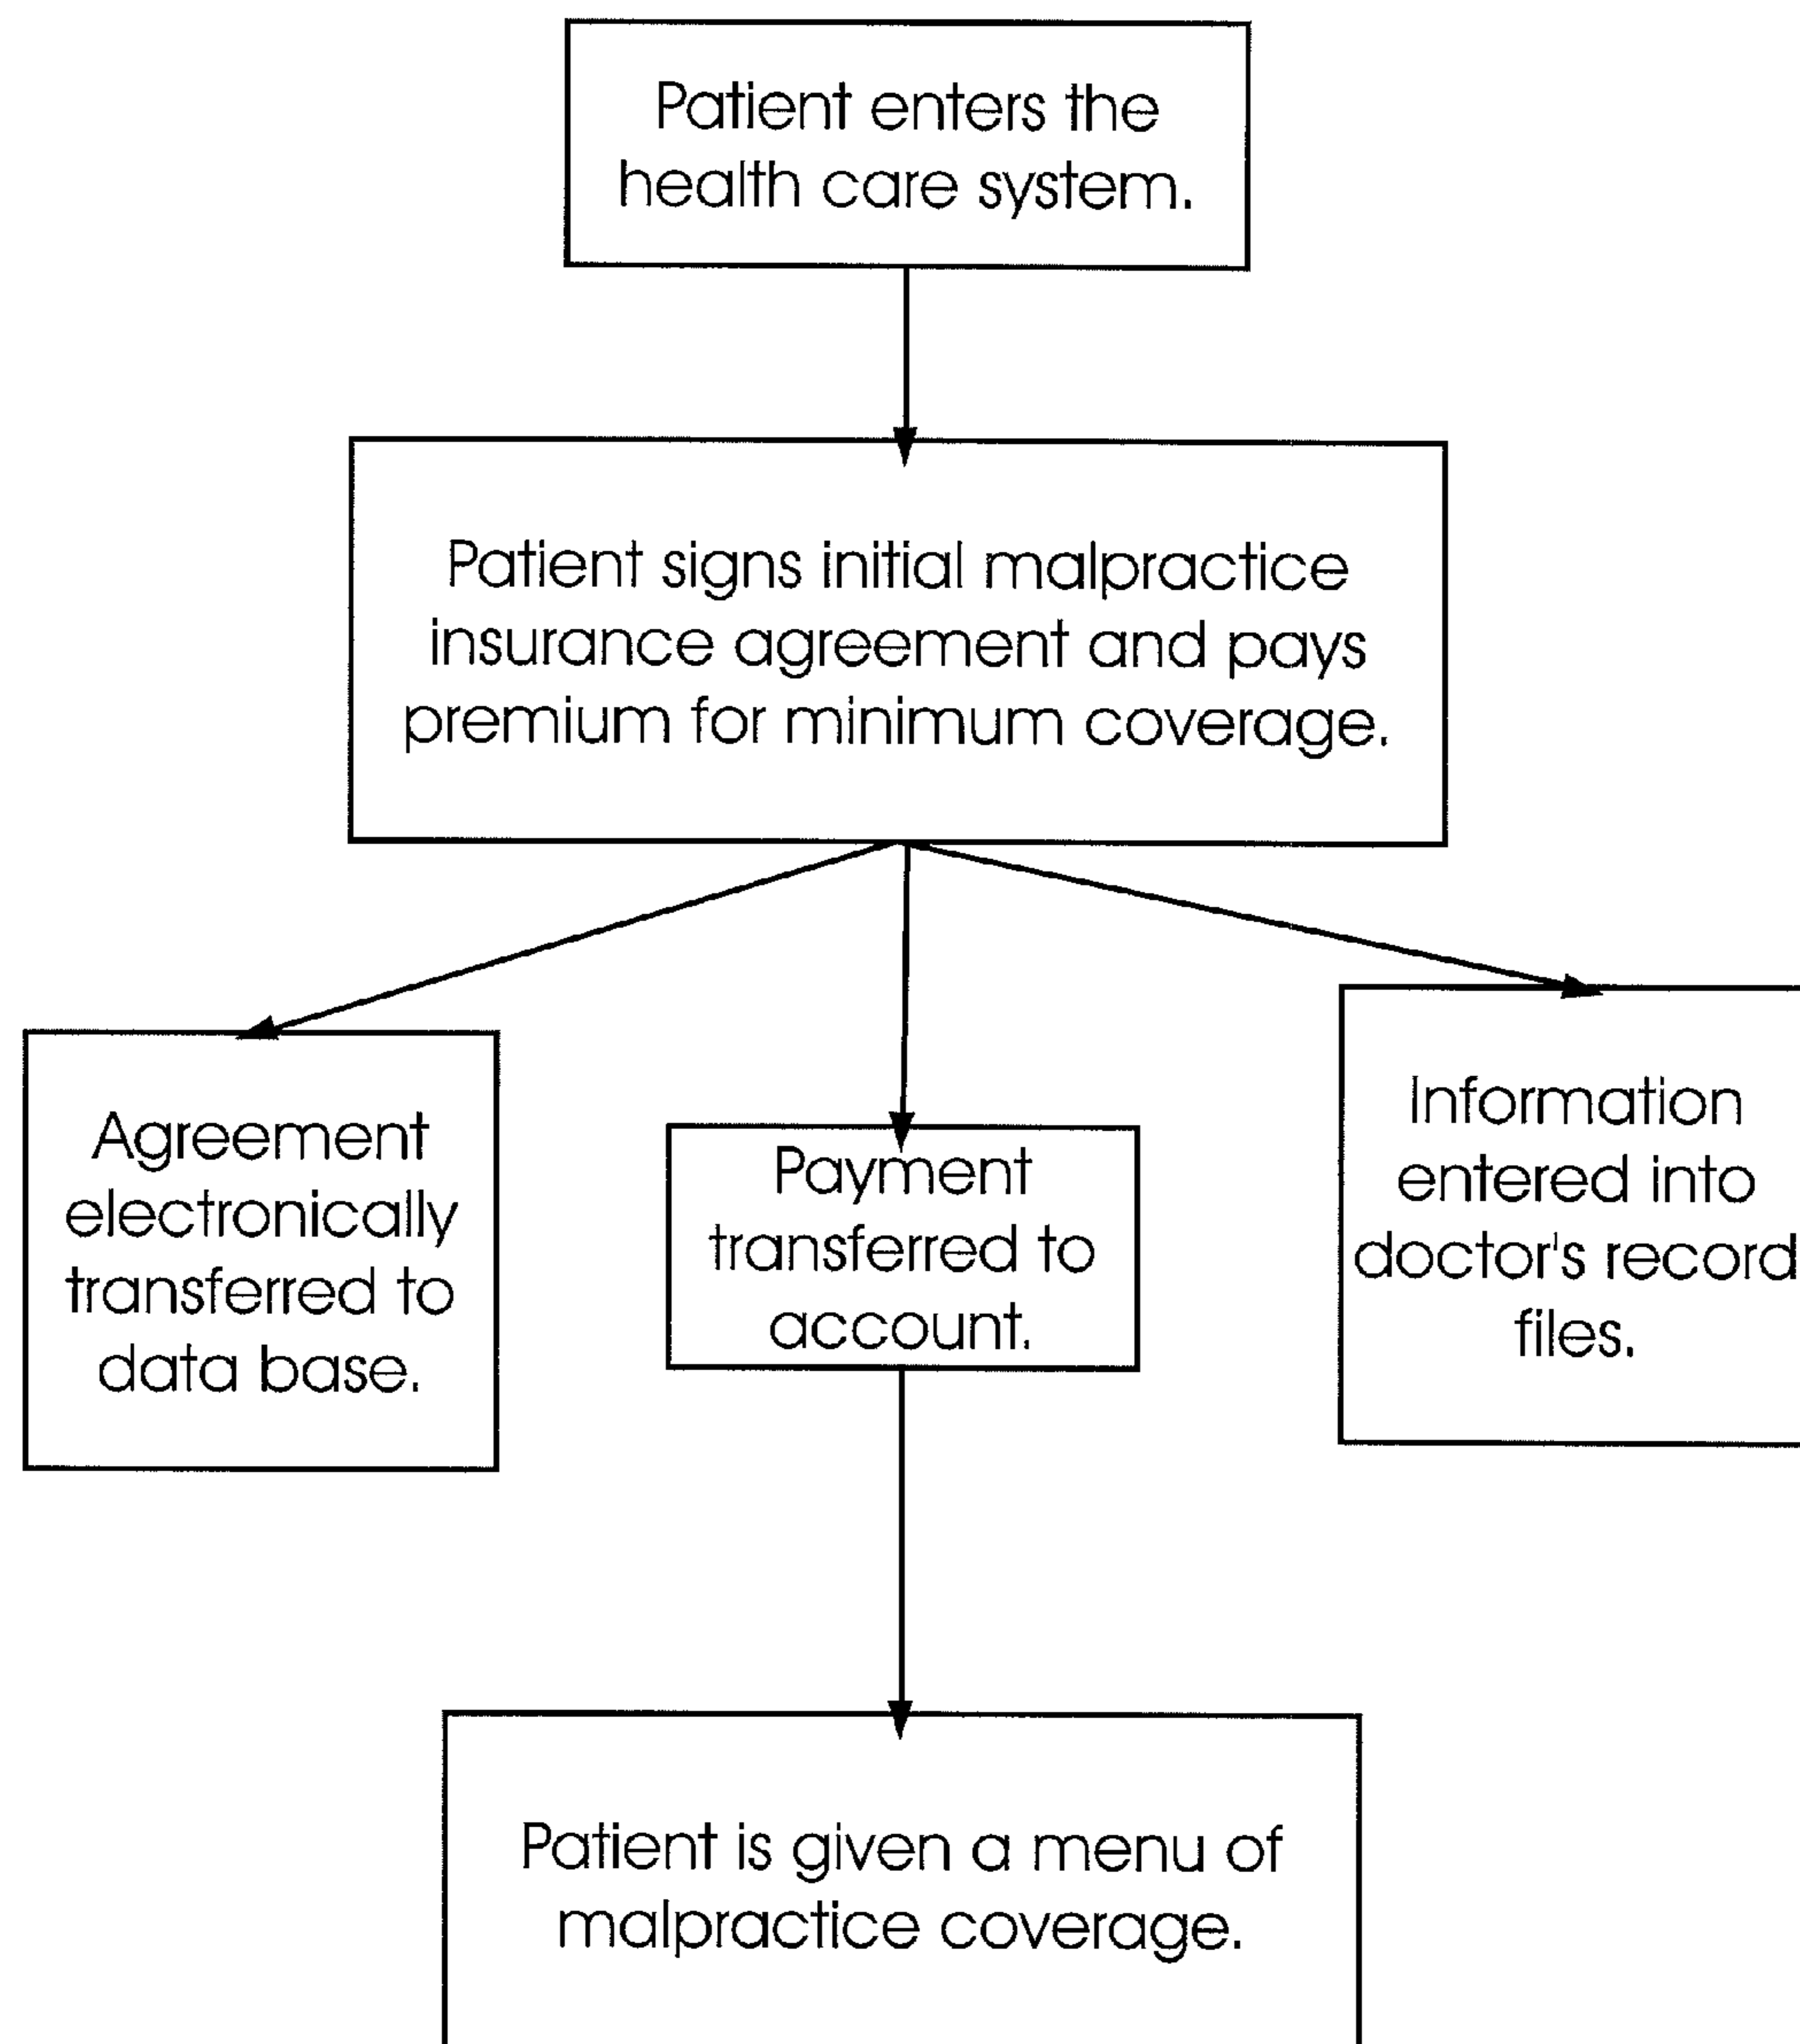 Patient enters the
health care system.
Patient signs initial malpractice
insurance agreement and pays
premium for minimum coverage.
Agreement
electronically
transferred to
data base.
Payment
transferred to
account.
Information
entered into
doctor's record
files.
Patient is given a menu of
malpractice coverage.